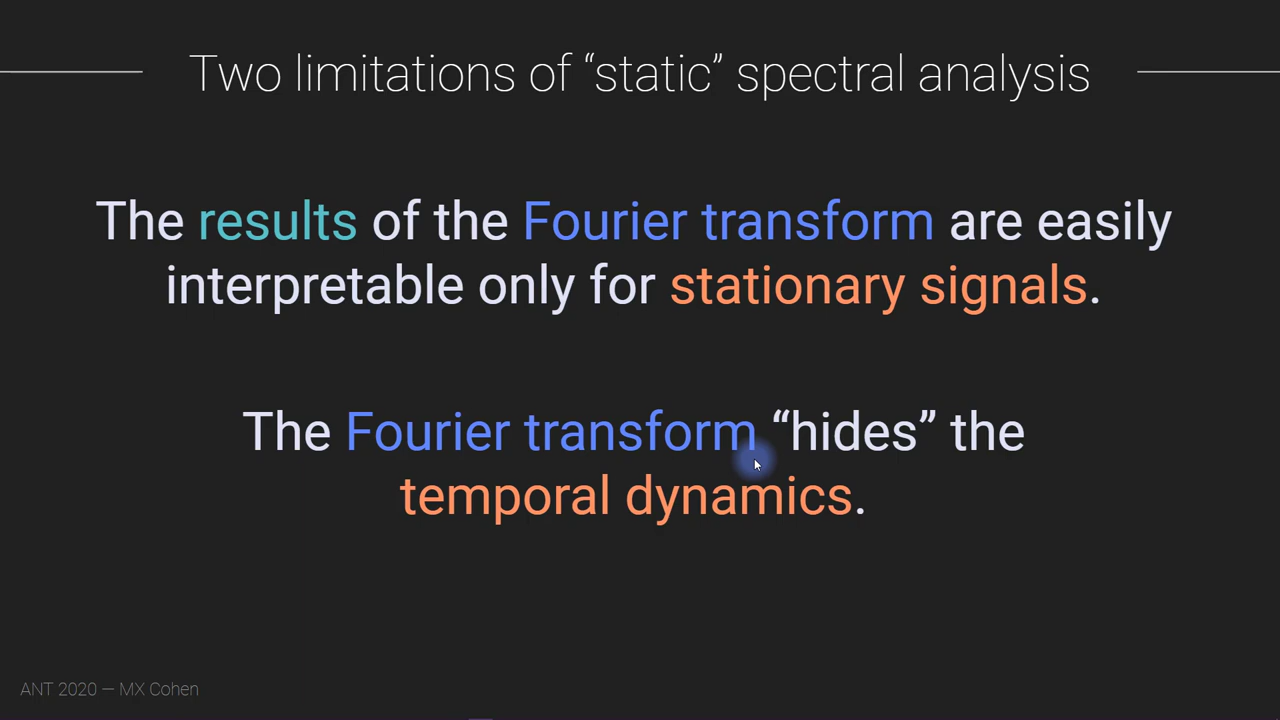 Two limitations of “static” spectral analysis
The results of the Fourier transform are easily
interpretable only for stationary signals.
The Fourier transform “hides” the
temporal dynamics.
ANT 2020 — MX Cohen